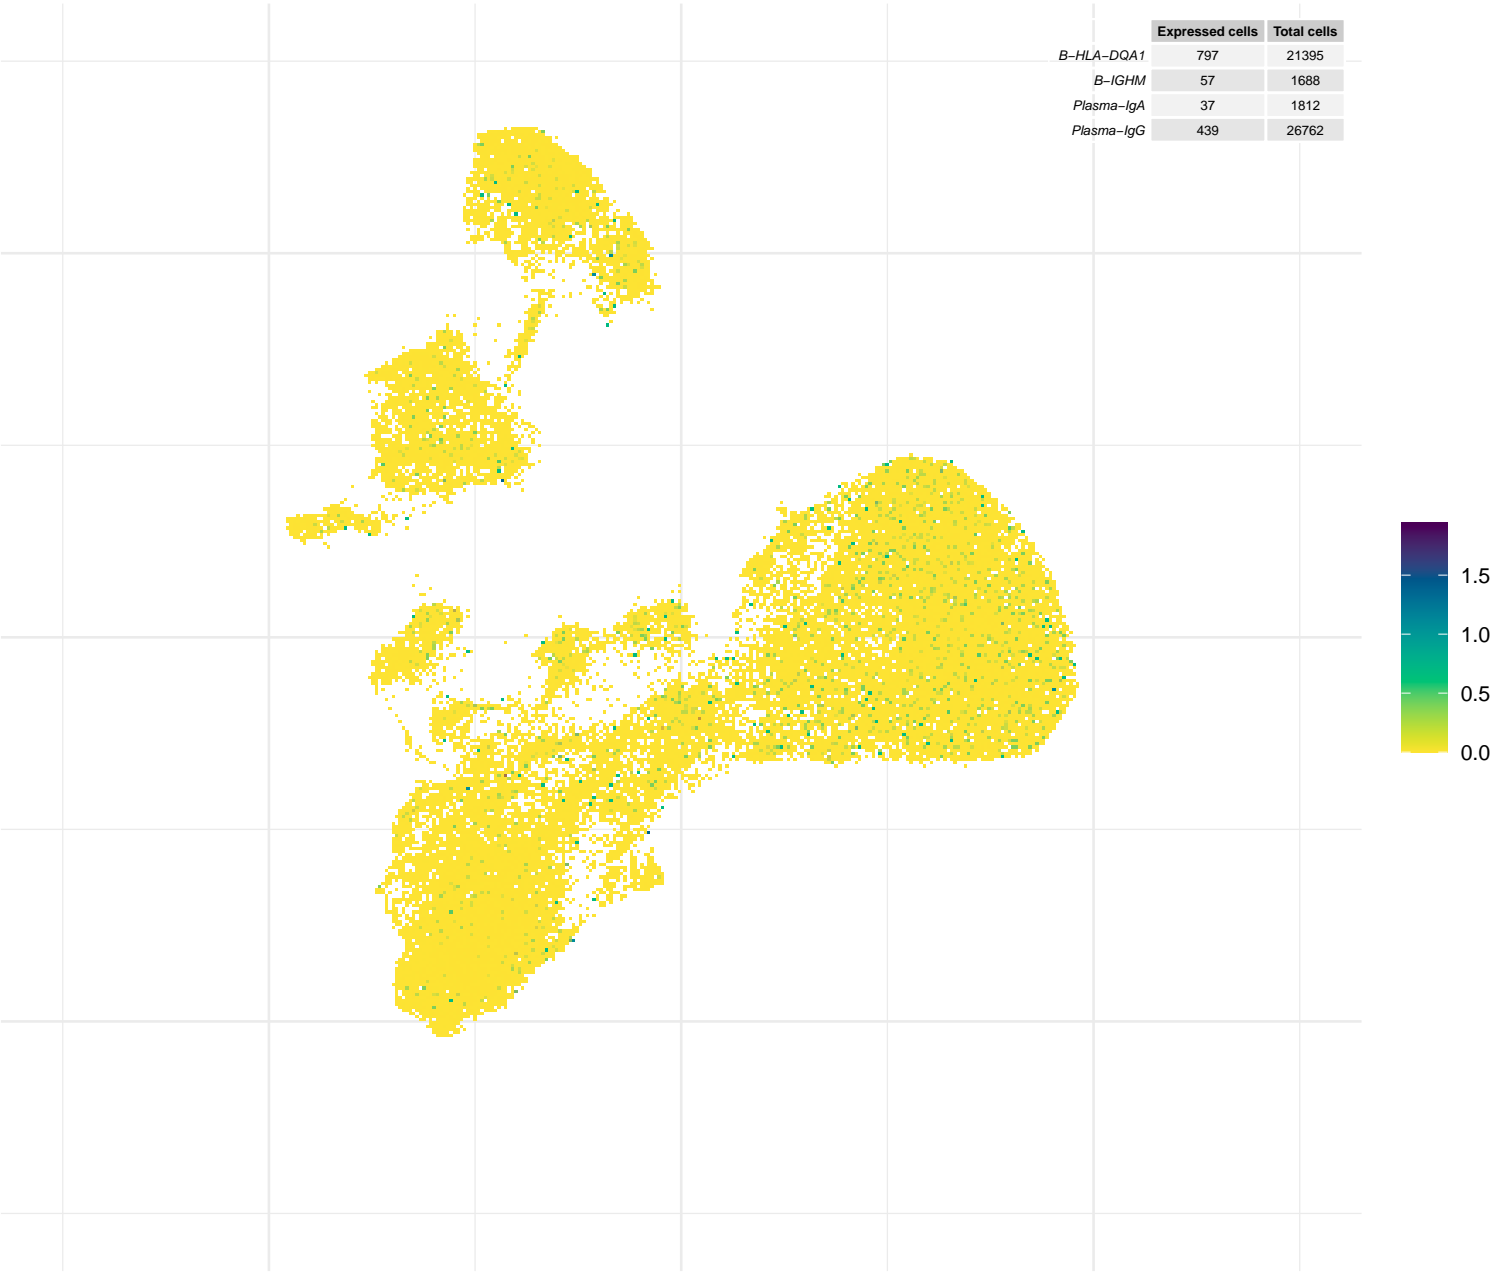 Expressed cells Total cells
B−HLA−DQA1 797 21395
B−IGHM 57 1688
Plasma−IgA 37 1812
Plasma−IgG 439 26762
1.5
1.0
0.5
0.0